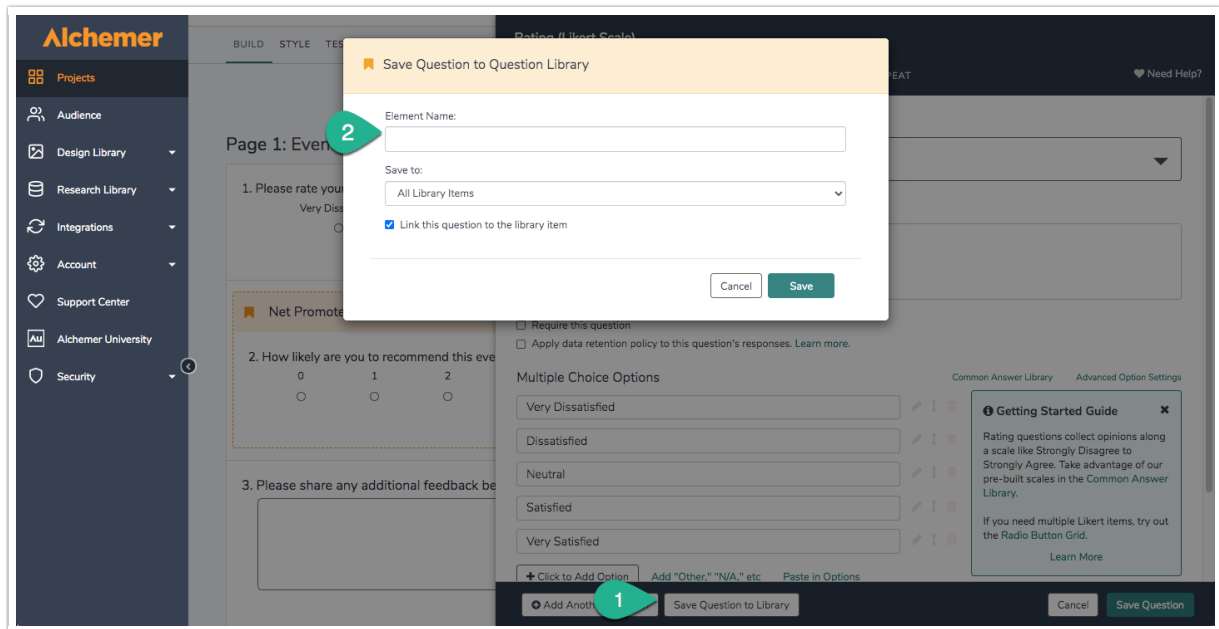 Alchemer
Projects
Audience
Design Library
Research Library
Integrations
Account
Support Center
Au Alchemer University
Security
BUILD STYLE
Need Help?
Page 1:
1. Please rate your
Very
Net
2. How likely are you to recommend this
0 1 2
3. Please share any additional feedback
Rating (Likert Scale)
Save Question to Question Library
2
Element Name:
Save to:
All Library Items
Link this question to the library item
Cancel Save
Require this question
Apply data retention policy to this question's responses. Learn more.
Multiple Choice Options
Common Answer Library Advanced Option Settings
Very Dissatisfied
Dissatisfied
Neutral
Satisfied
Very Satisfied
Getting Started Guide
Rating questions collect opinions along
a scale like Strongly Disagree to
Strongly Agree. Take advantage of our
pre-built scales in the Common Answer
Library.
If you need multiple Likert items, try out
the Radio Button Grid.
Learn More
Click to Add Option Add "Other," "N/A," etc Paste in Options
1
Add Save Question to Library
Cancel Save Question